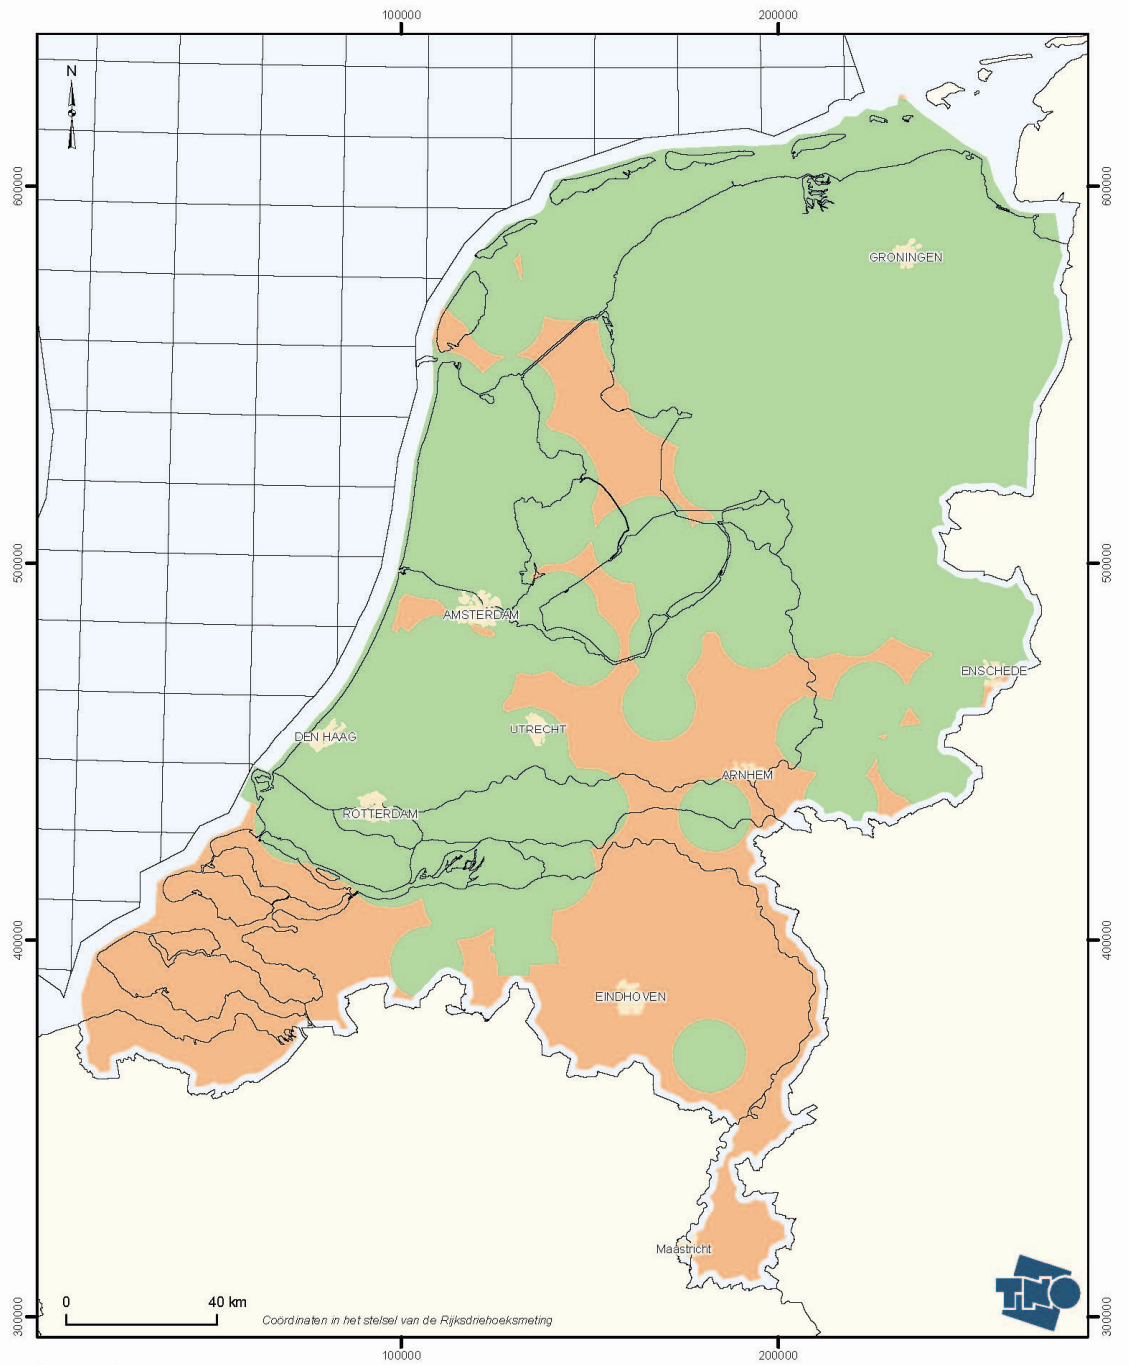 100000
200000
N
600000
600000
GRONINGEN
500000
500000
AMSTERDAM
ENSCHEDE
DEN HAAG
UTRECHT
ARNHEM
ROTTERDAM
400000
400000
EINDHOVEN
Maastricht
TNO
0
40 km
Coördinaten in het stelsel van de Rijksdriehoeksmeting
300000
300000
100000
200000